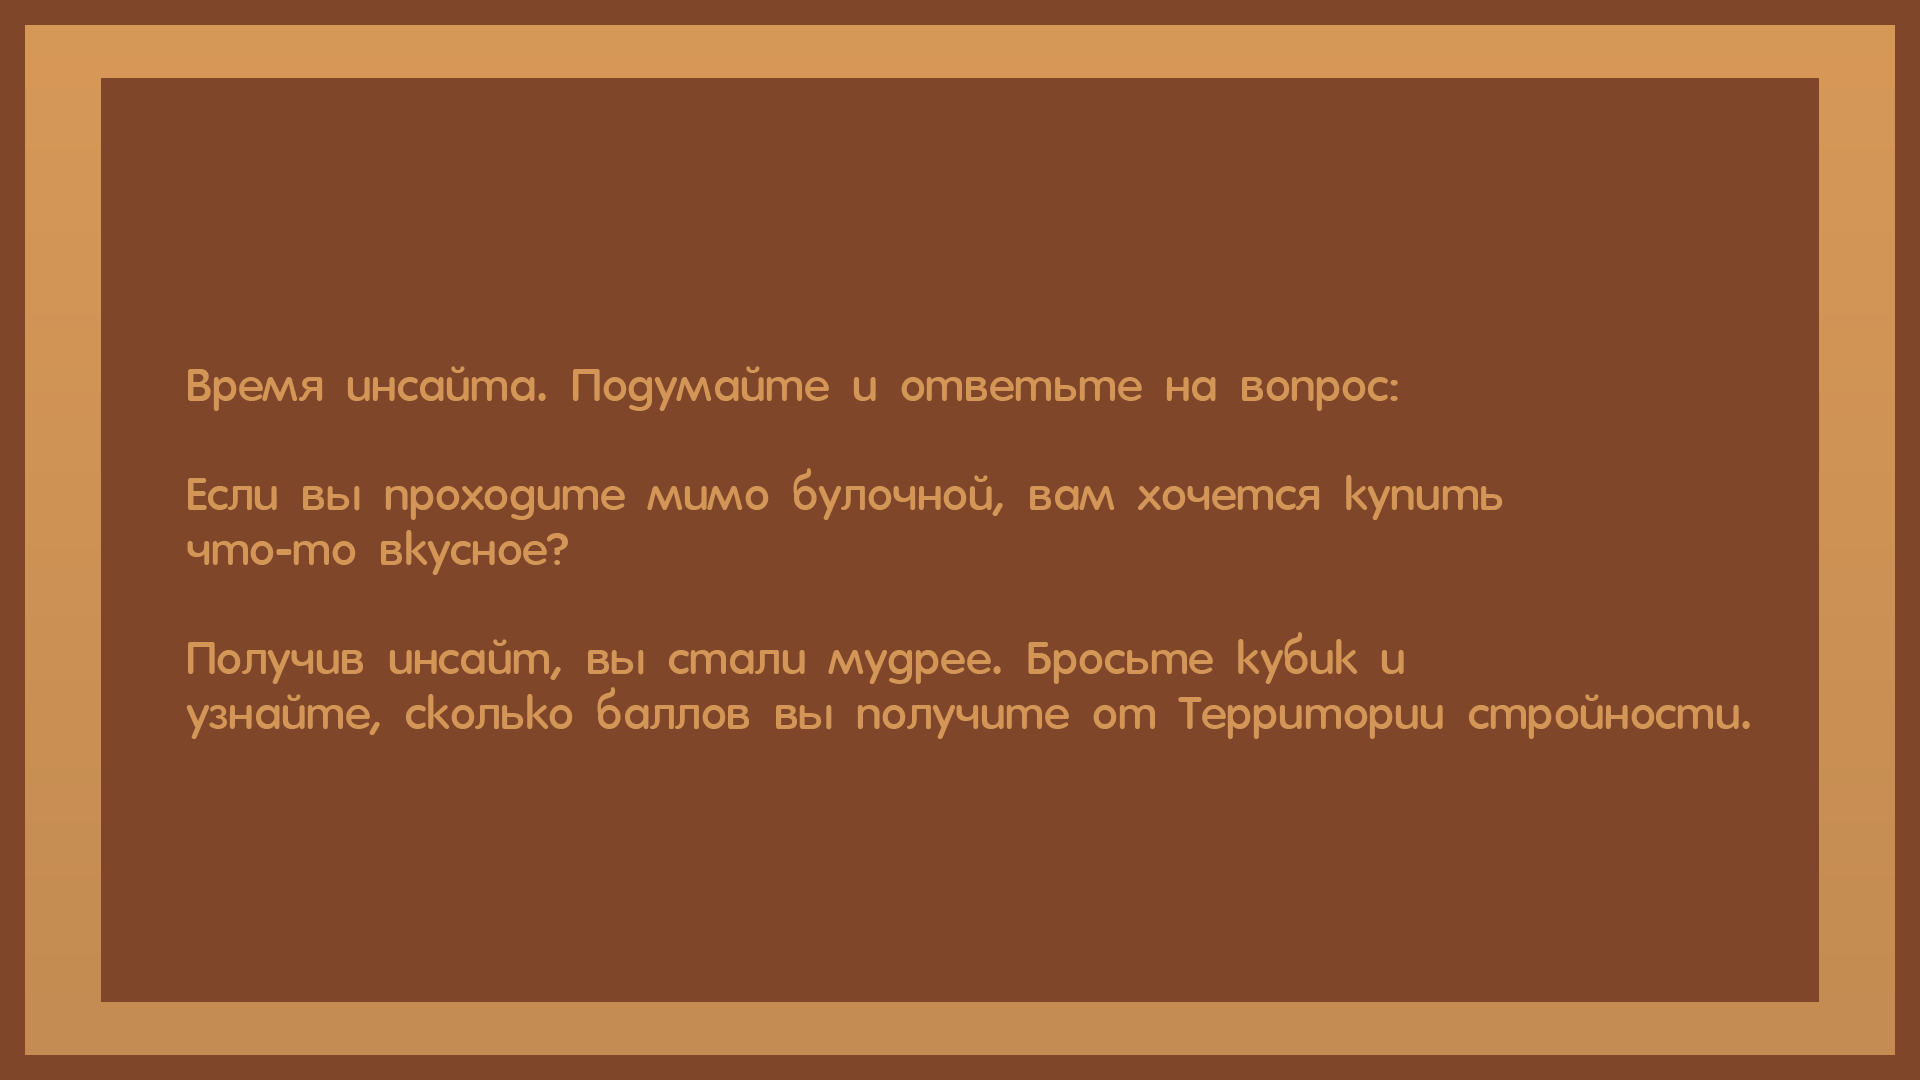 Время инсайта. Подумайте и ответьте на вопрос:
Если вы проходите мимо булочной, вам хочется купить
что-то вкусное?
Получив инсайт, вы стали мудрее. Бросьте кубик и
узнайте, сколько баллов вы получите от Территории стройности.